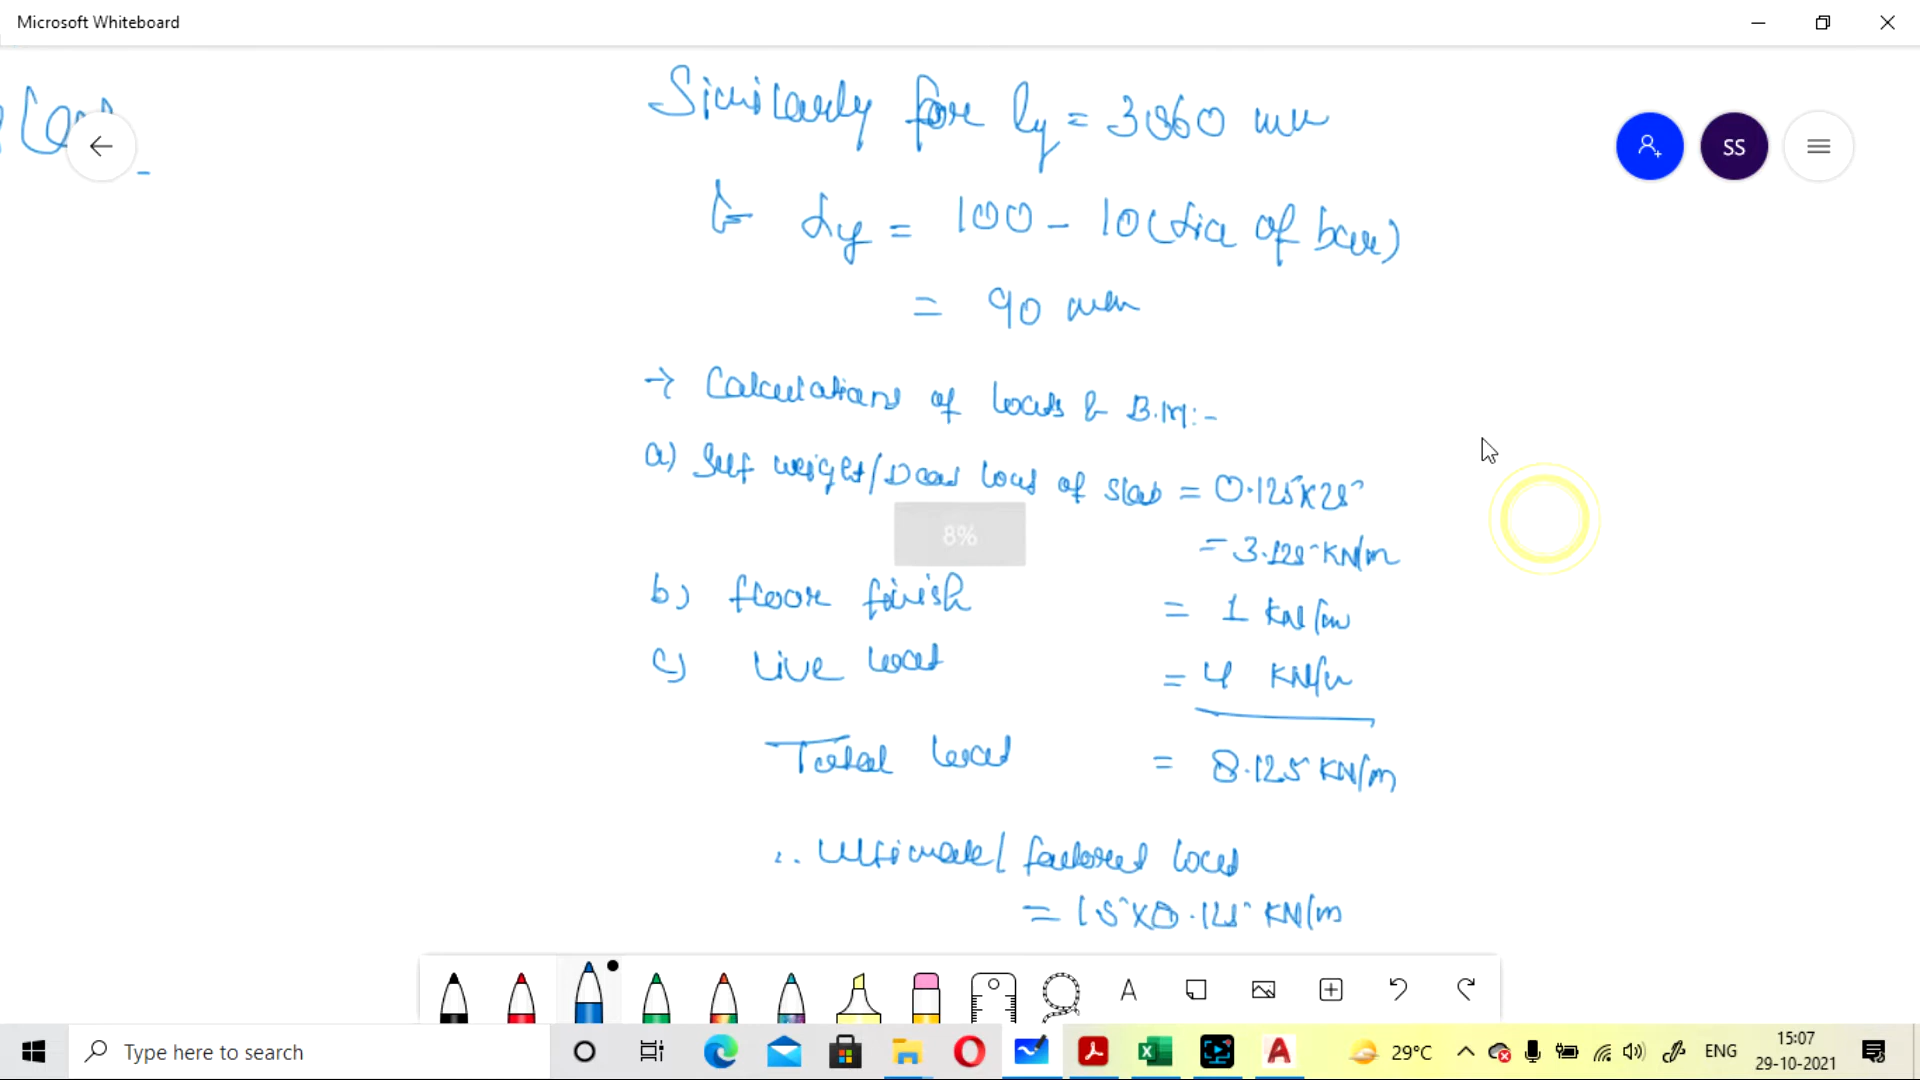 Microsoft Whiteboard
Similarly for ly = 3860 mm
dy = 100 - 10 (dia of bar)
= 90 mm
→ Calculations of loads & B.M:-
a) Self weight/Dead load of slab = 0.125x25
= 3.125 KN/m
8%
b) floor finish = 1 KN/m
c) Live load = 4 KN/m
Total load = 8.125 KN/m
∴ Ultimate/factored load
= 1.5x8.125 KN/m
SS
Type here to search
29°C
ENG
15:07
29-10-2021